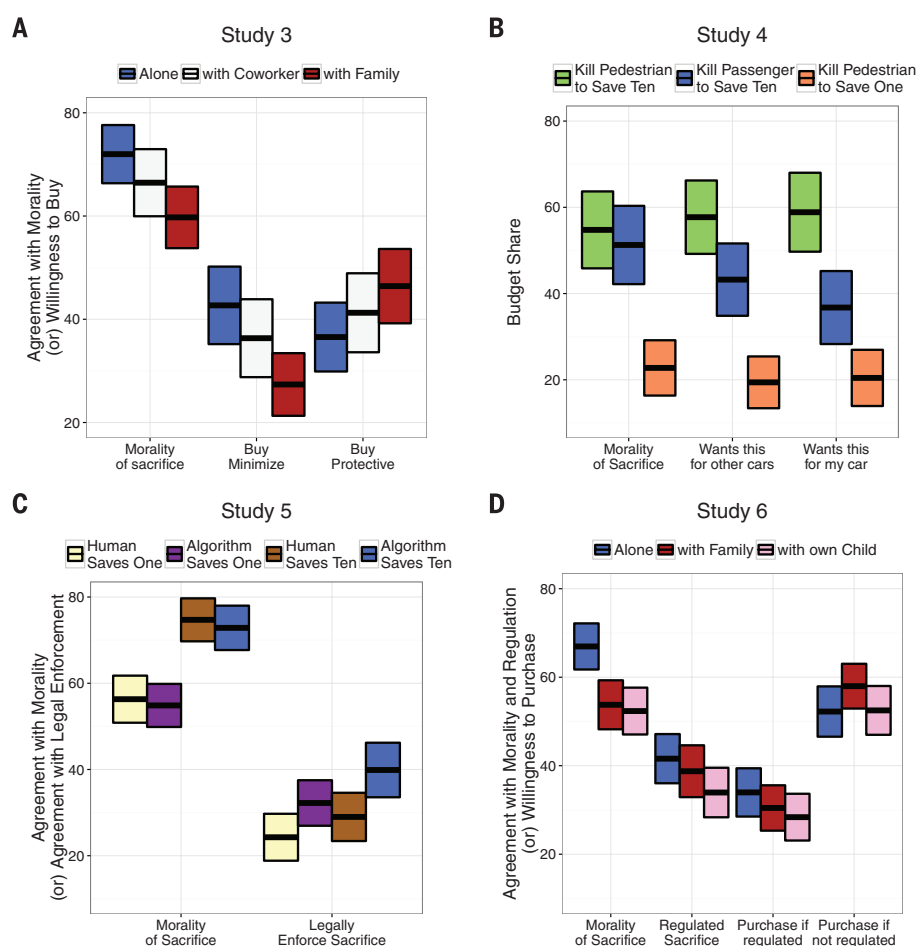 A
Study 3
Alone with Coworker with Family
Agreement with Morality
(or) Willingness to Buy
80
60
40
20
Morality of sacrifice
Buy Minimize
Buy Protective
B
Study 4
Kill Pedestrian to Save Ten
Kill Passenger to Save Ten
Kill Pedestrian to Save One
Budget Share
80
60
40
20
Morality of Sacrifice
Wants this for other cars
Wants this for my car
C
Study 5
Human Saves One
Algorithm Saves One
Human Saves Ten
Algorithm Saves Ten
Agreement with Morality
(or) Agreement with Legal Enforcement
80
60
40
20
Morality of Sacrifice
Legally Enforce Sacrifice
D
Study 6
Alone with Family with own Child
Agreement with Morality and Regulation
(or) Willingness to Purchase
80
60
40
20
Morality of Sacrifice
Regulated Sacrifice
Purchase if regulated
Purchase if not regulated